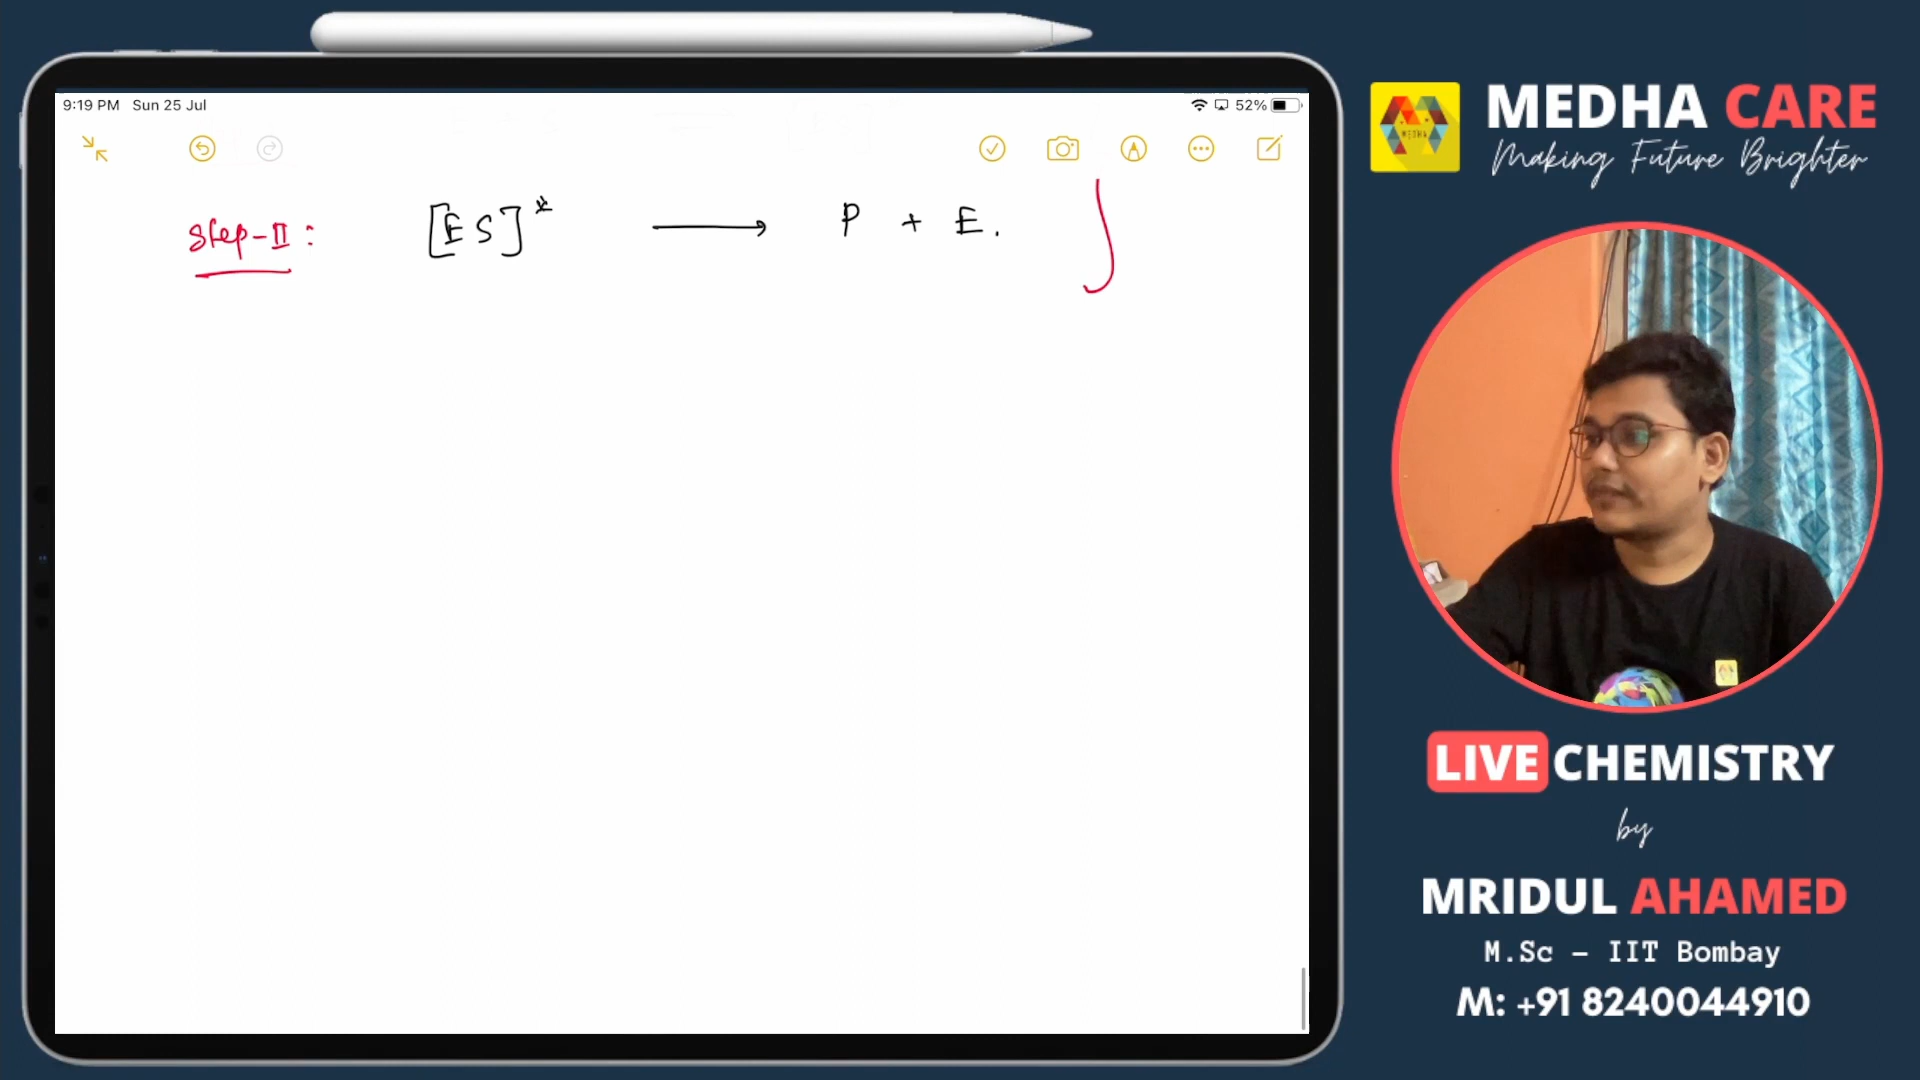 9:19 PM Sun 25 Jul
52%
Step-II: [ES]* ⟶ P + E.
MEDHA CARE
Making Future Brighter
MEDHA
LIVE CHEMISTRY
by
MRIDUL AHAMED
M.Sc – IIT Bombay
M: +91 8240044910